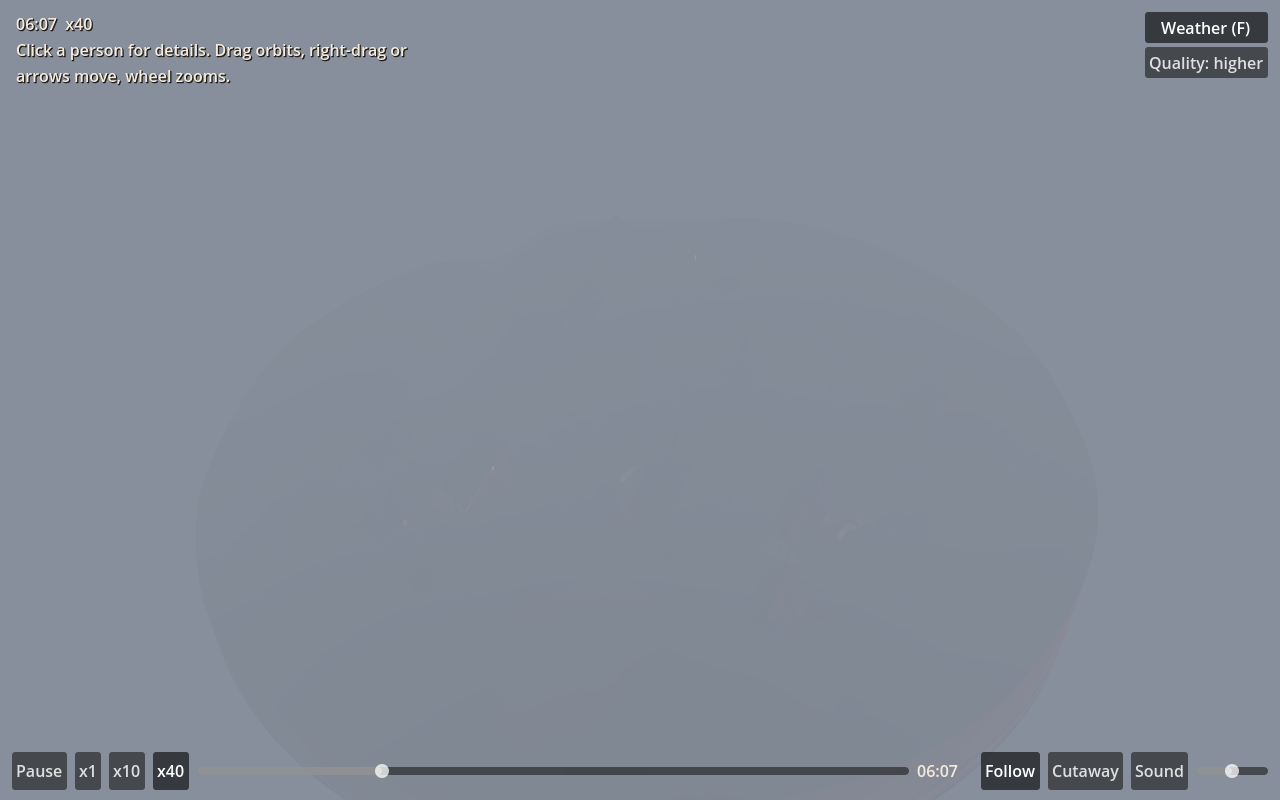 06:07 x40
Click a person for details. Drag orbits, right-drag or
arrows move, wheel zooms.
Weather (F)
Quality: higher
Pause x1 x10 x40 06:07 Follow Cutaway Sound